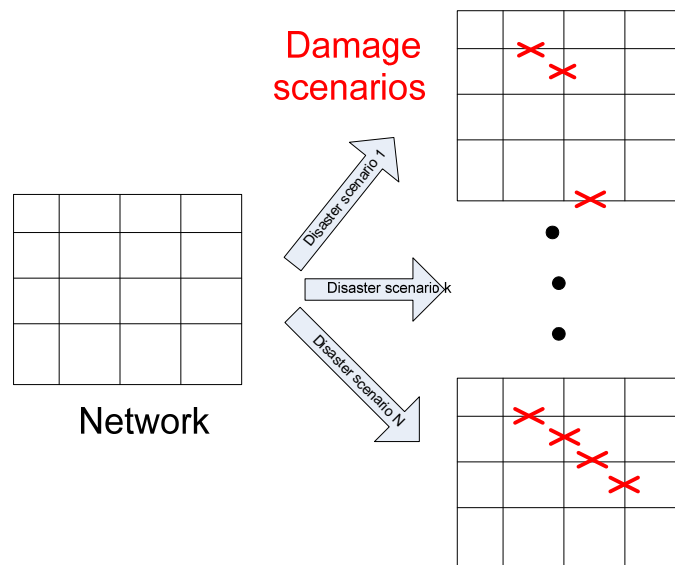 Damage
scenarios
Disaster scenario 1
Disaster scenario k
Disaster scenario N
Network